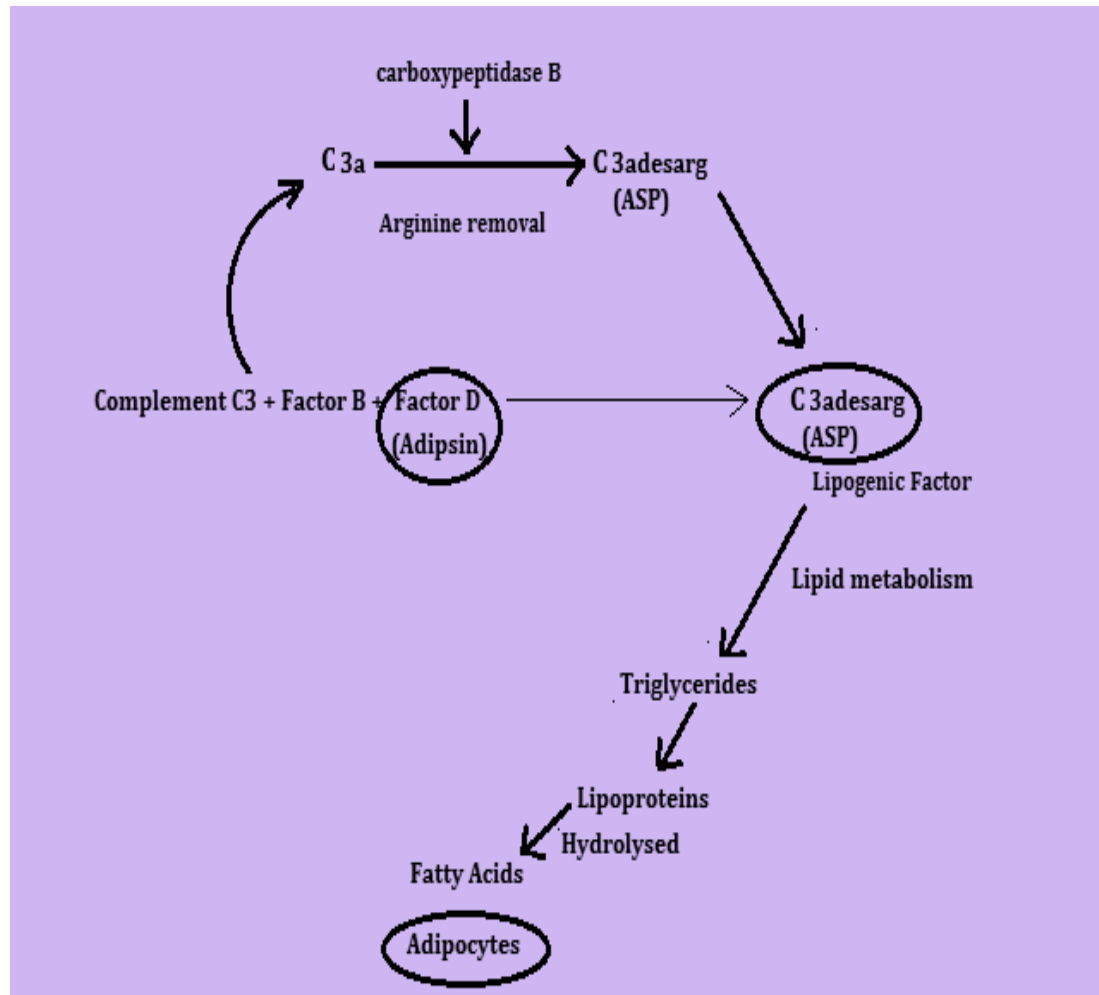 carboxypeptidase B
C 3a
C 3adesarg
(ASP)
Arginine removal
Complement C3 + Factor B + Factor D
(Adipsin)
C 3adesarg
(ASP)
Lipogenic Factor
Lipid metabolism
Triglycerides
Lipoproteins
Hydrolysed
Fatty Acids
Adipocytes